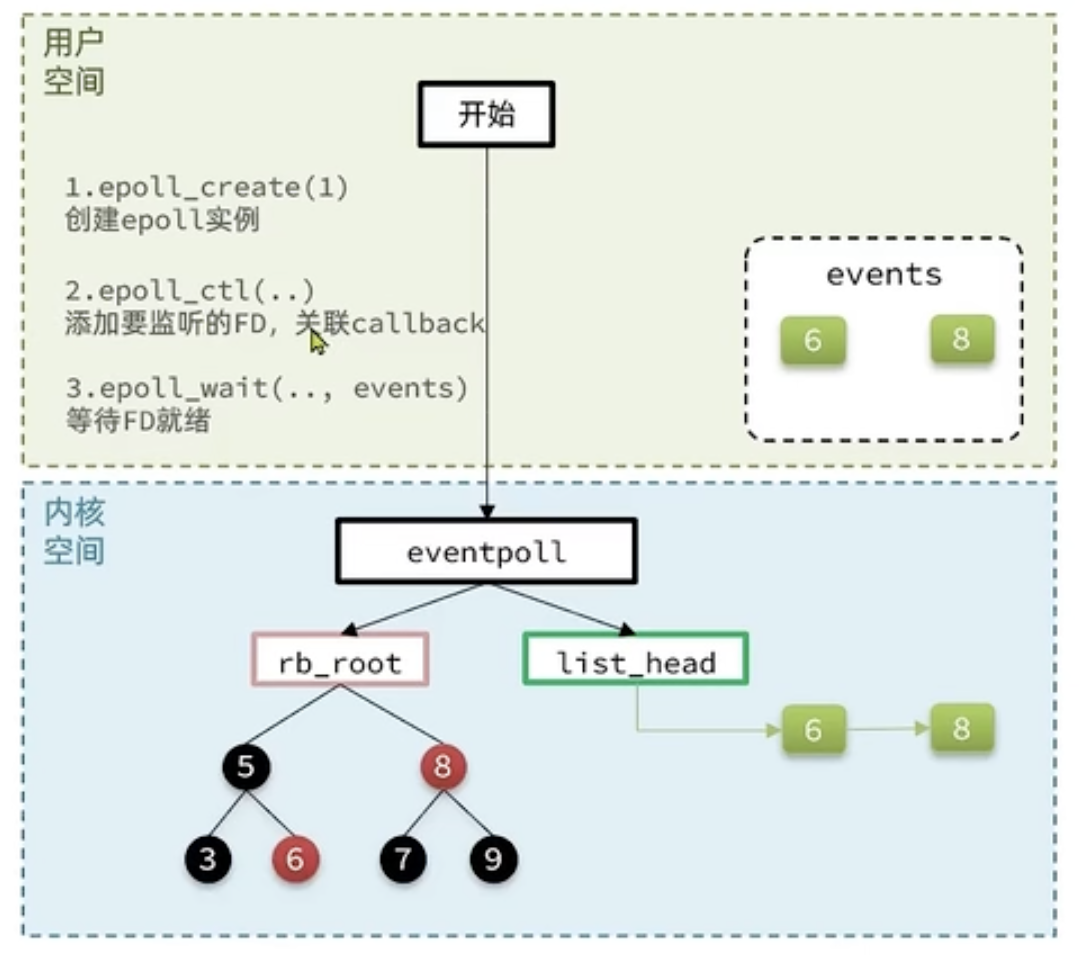 用户
空间
开始
1.epoll_create(1)
创建epoll实例
2.epoll_ctl(..)
添加要监听的FD, 关联callback
3.epoll_wait(.., events)
等待FD就绪
events
6 8
内核
空间
eventpoll
rb_root list_head
6 8
5 8
3 6 7 9